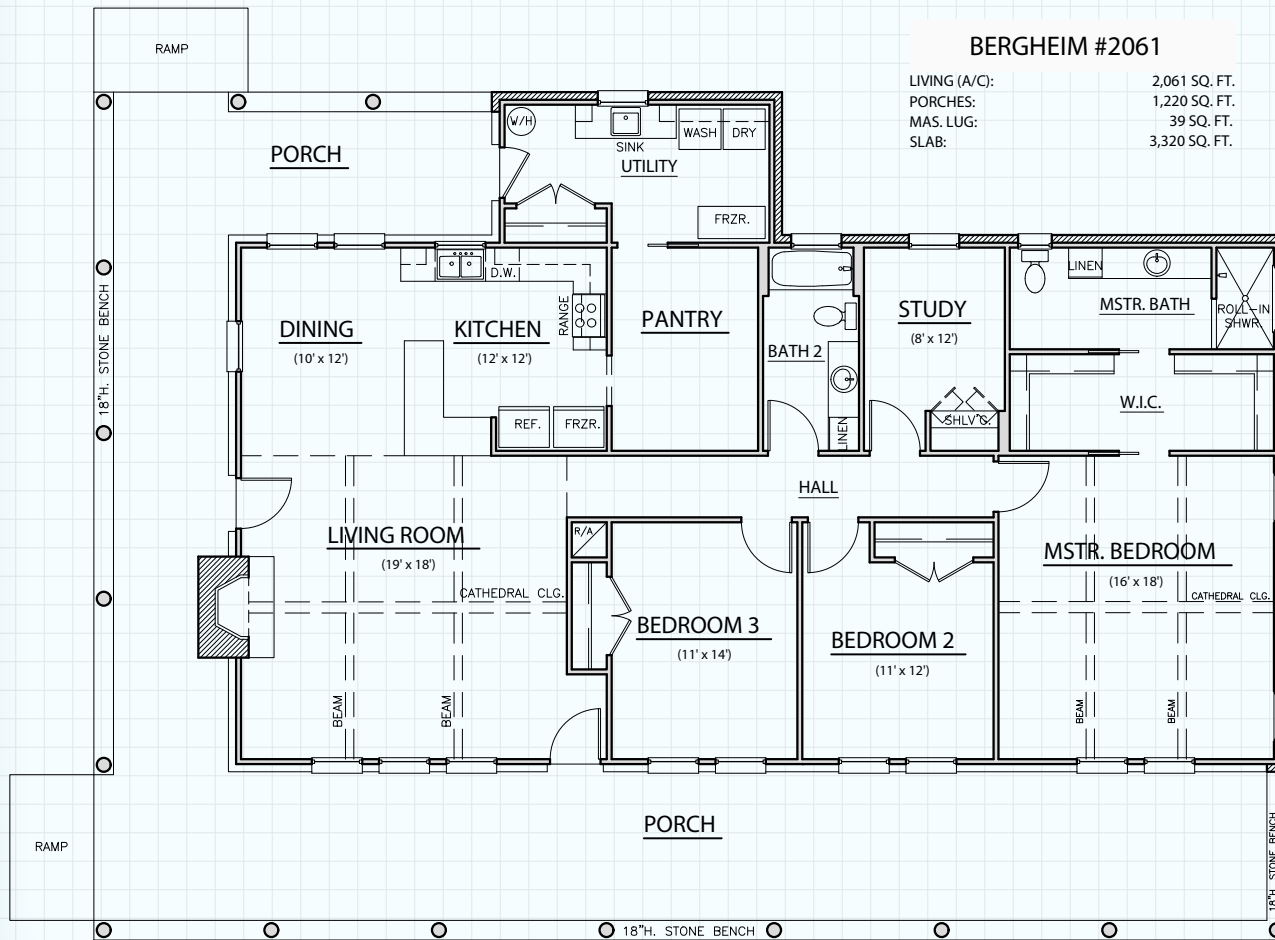 RAMP
BERGHEIM #2061
LIVING (A/C): 2,061 SQ. FT.
PORCHES: 1,220 SQ. FT.
MAS. LUG: 39 SQ. FT.
SLAB: 3,320 SQ. FT.
W/H
SINK
WASH
DRY
UTILITY
PORCH
FRZR.
D.W.
LINEN
MSTR. BATH
ROLL-IN
SHWR
18"H. STONE BENCH
DINING
(10' x 12')
KITCHEN
(12' x 12')
RANGE
PANTRY
BATH 2
STUDY
(8' x 12')
W.I.C.
REF.
FRZR.
LINEN
SHLV'G.
HALL
LIVING ROOM
(19' x 18')
R/A
CATHEDRAL CLG.
MSTR. BEDROOM
(16' x 18')
CATHEDRAL CLG.
BEDROOM 3
(11' x 14')
BEDROOM 2
(11' x 12')
BEAM
BEAM
BEAM
BEAM
PORCH
RAMP
18"H. STONE BENCH
18"H. STONE BENCH